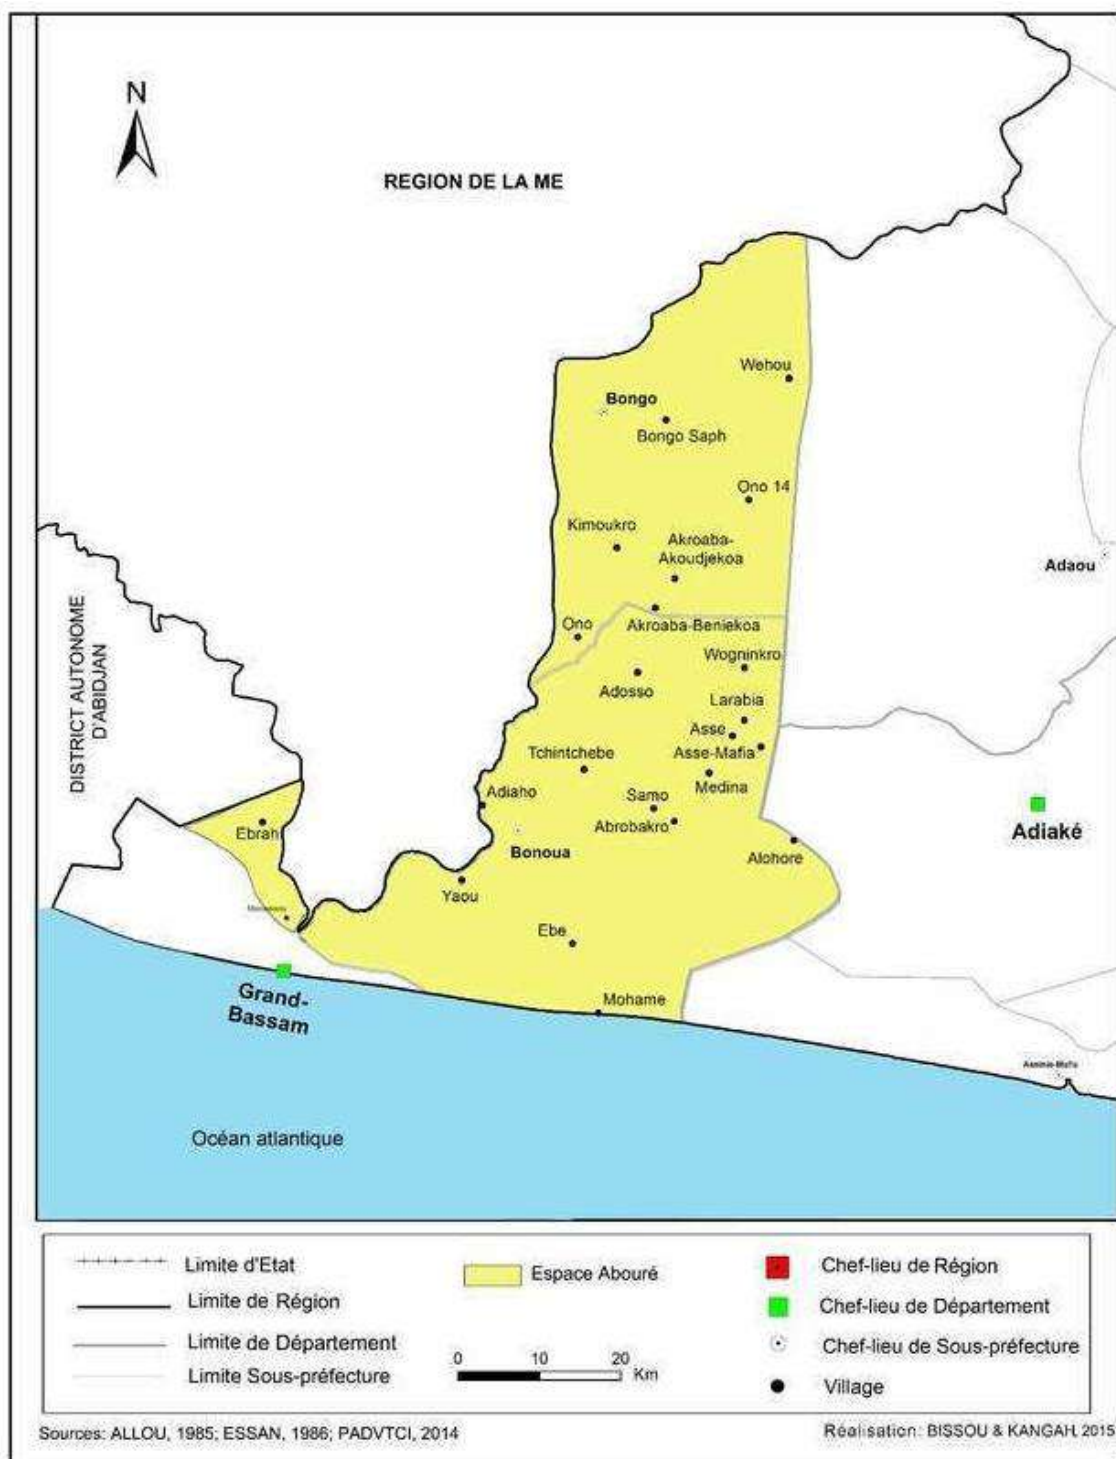 N
REGION DE LA ME
Wehou
Bongo
Bongo Saph
Ono 14
Kimoukro
Akroaba-
Akoudjekoa
Adaou
Ono
Akroaba-Beniekoa
DISTRICT AUTONOME
D'ABIDJAN
Wogninkro
Adosso
Larabia
Asse
Asse-Mafia
Tchintchebe
Medina
Adiaho
Samo
Abrobakro
Ebrah
Bonoua
Adiaké
Alohore
Yaou
Ebe
Grand-
Bassam
Mohame
Assinie-Mafia
Océan atlantique
Limite d'Etat
Limite de Région
Limite de Département
Limite Sous-préfecture
Espace Abouré
0 10 20
Km
Chef-lieu de Région
Chef-lieu de Département
Chef-lieu de Sous-préfecture
Village
Sources: ALLOU, 1985; ESSAN, 1986; PADVTCI, 2014
Réalisation: BISSOU & KANGAH, 2015